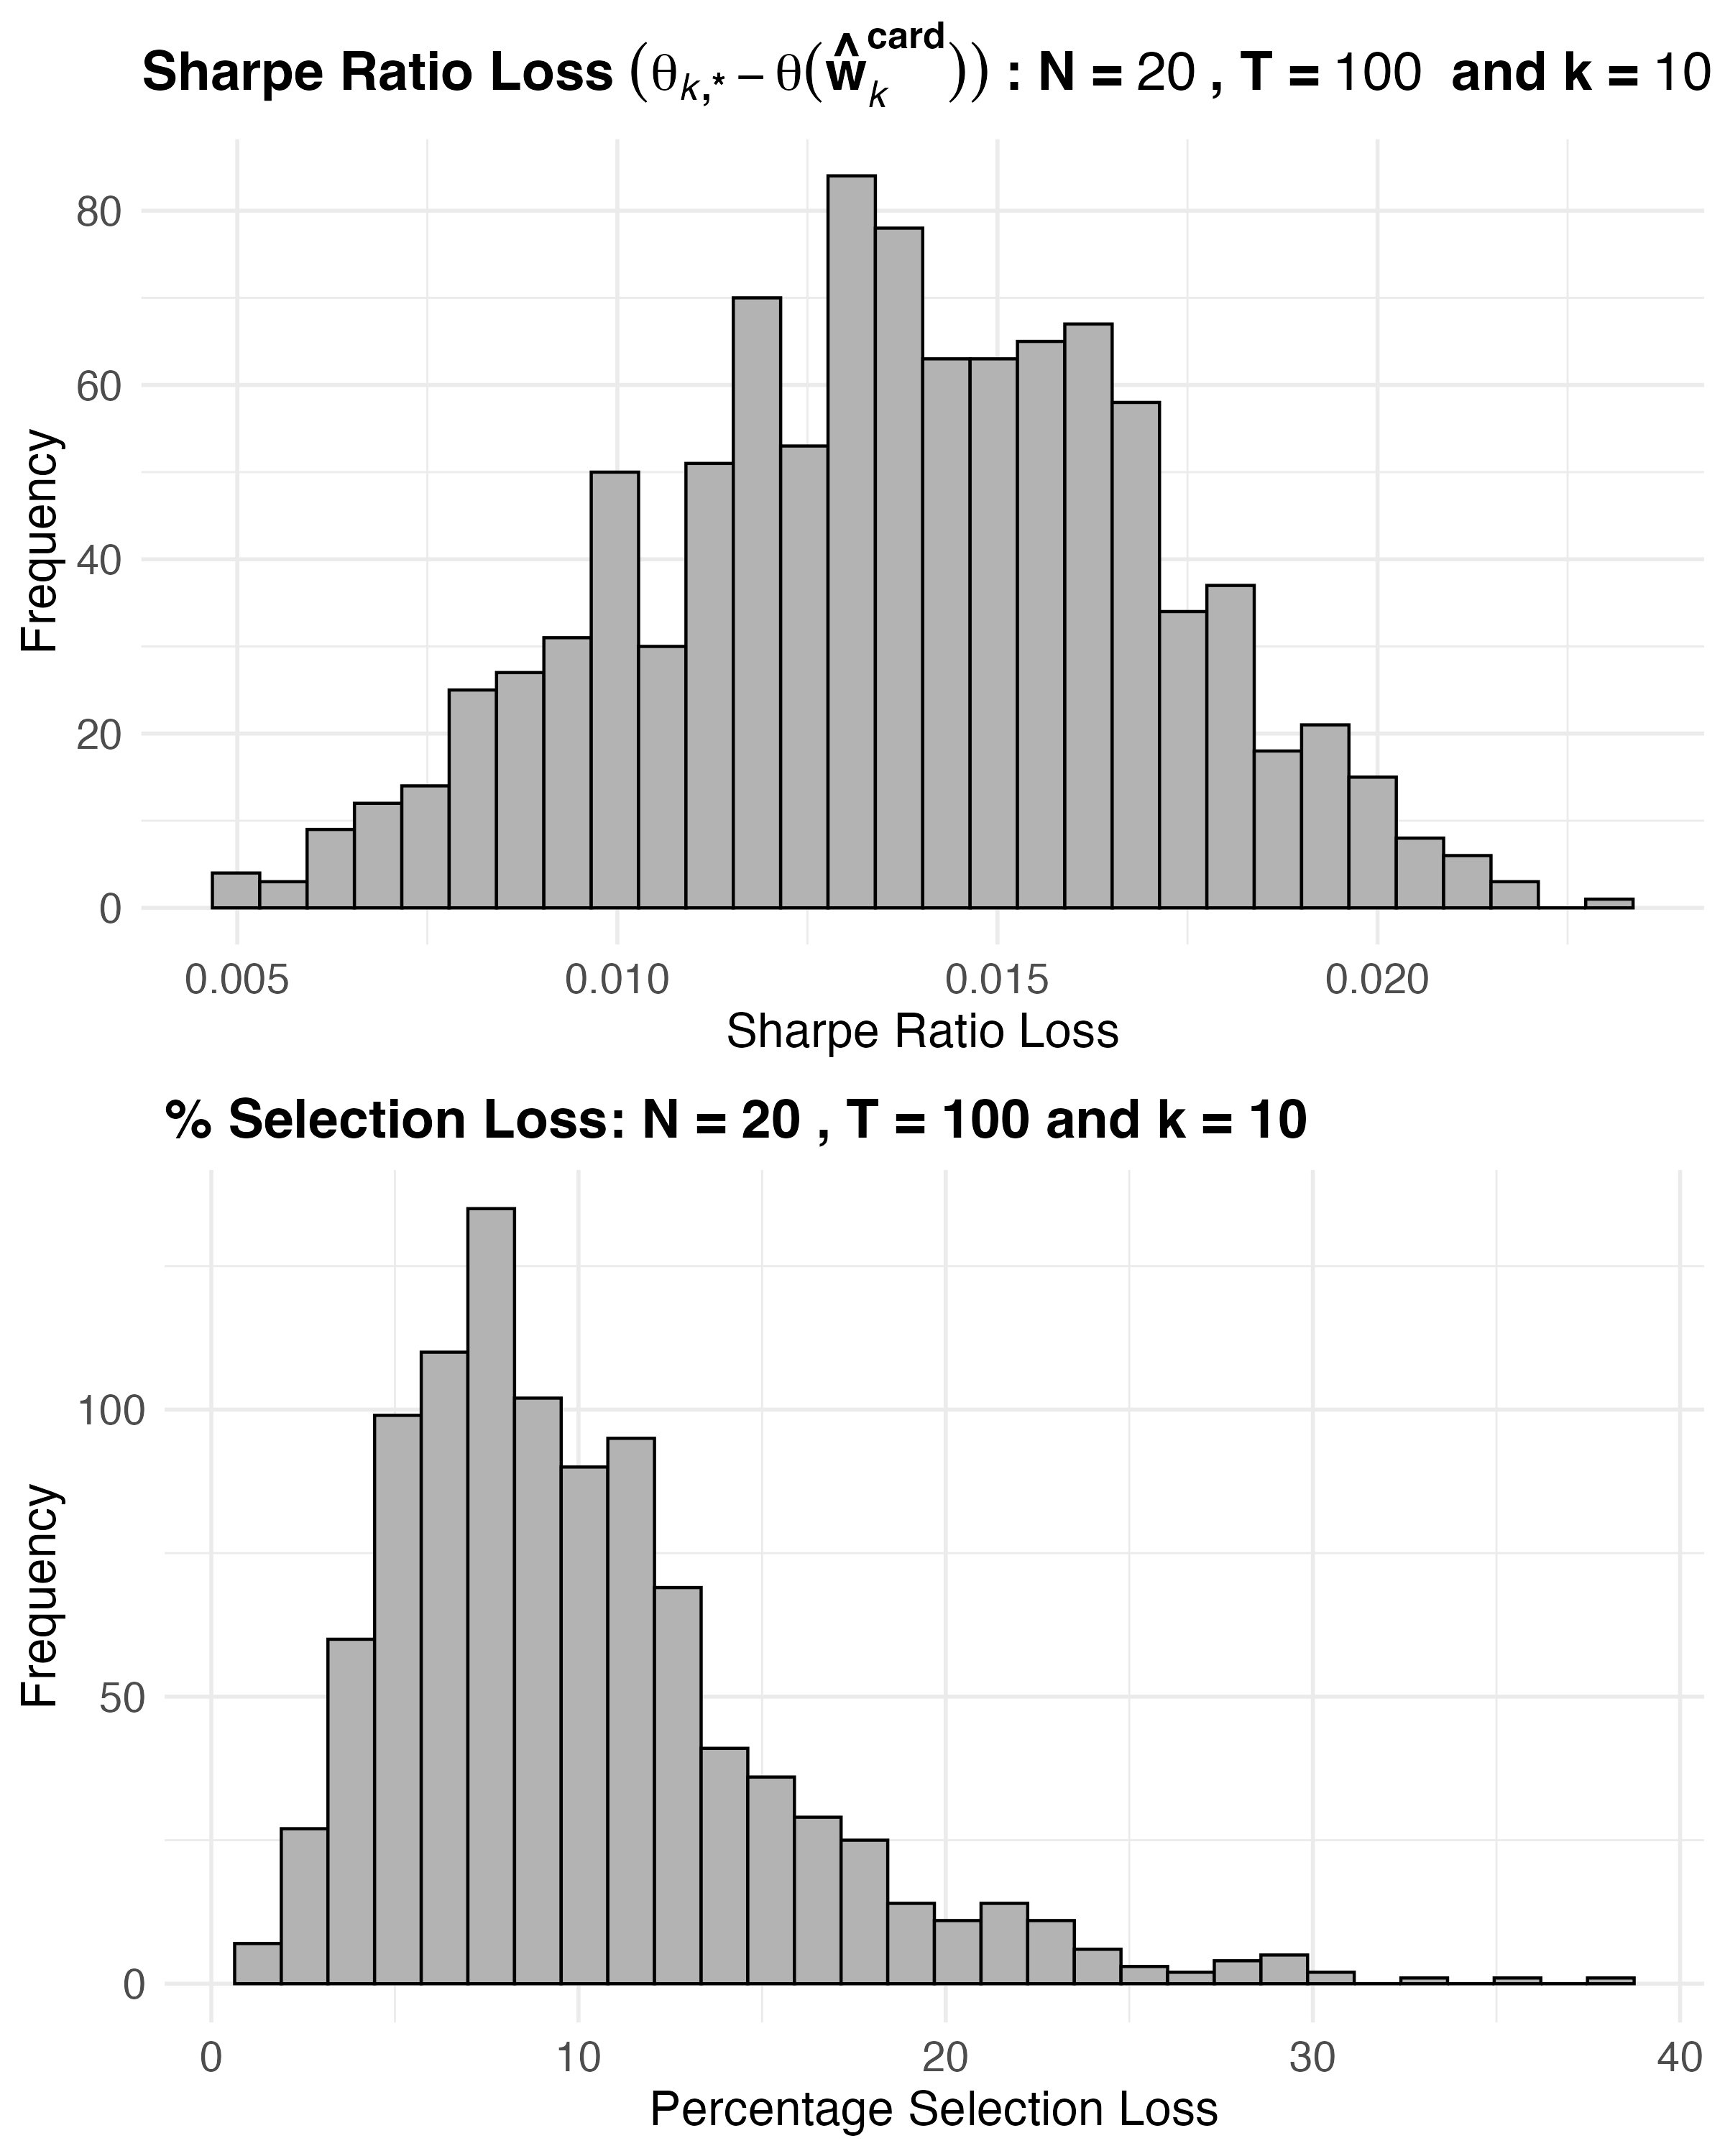 Sharpe Ratio Loss (θ_{k,*} − θ(ŵ_k^{card})) : N = 20 , T = 100 and k = 10
Frequency
80
60
40
20
0
0.005 0.010 0.015 0.020
Sharpe Ratio Loss
% Selection Loss: N = 20 , T = 100 and k = 10
Frequency
100
50
0
0 10 20 30 40
Percentage Selection Loss